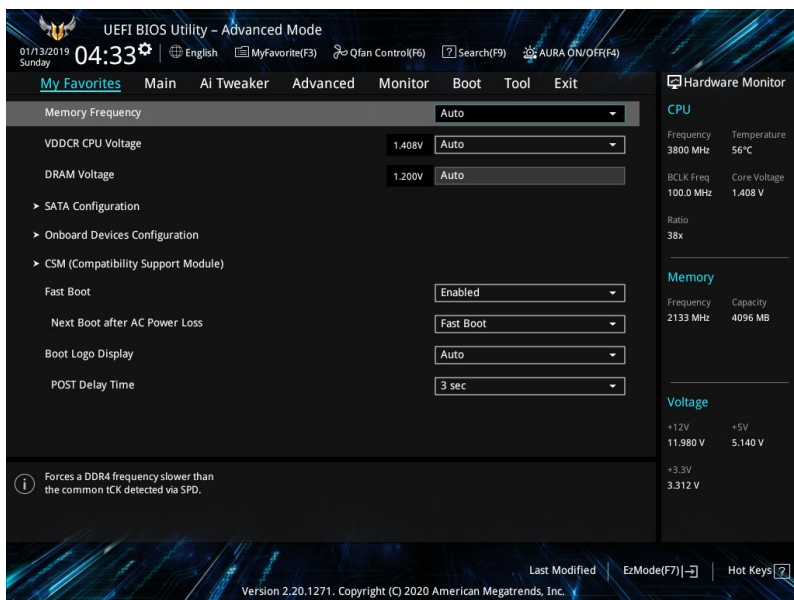 UEFI BIOS Utility – Advanced Mode
01/13/2019
Sunday
04:33
English
MyFavorite(F3)
Qfan Control(F6)
? Search(F9)
AURA ON/OFF(F4)
My Favorites Main Ai Tweaker Advanced Monitor Boot Tool Exit
Memory Frequency Auto
VDDCR CPU Voltage 1.408V Auto
DRAM Voltage 1.200V Auto
> SATA Configuration
> Onboard Devices Configuration
> CSM (Compatibility Support Module)
Fast Boot Enabled
Next Boot after AC Power Loss Fast Boot
Boot Logo Display Auto
POST Delay Time 3 sec
i Forces a DDR4 frequency slower than
the common tCK detected via SPD.
Hardware Monitor
CPU
Frequency Temperature
3800 MHz 56°C
BCLK Freq Core Voltage
100.0 MHz 1.408 V
Ratio
38x
Memory
Frequency Capacity
2133 MHz 4096 MB
Voltage
+12V +5V
11.980 V 5.140 V
+3.3V
3.312 V
Last Modified
EzMode(F7)
Hot Keys ?
Version 2.20.1271. Copyright (C) 2020 American Megatrends, Inc.